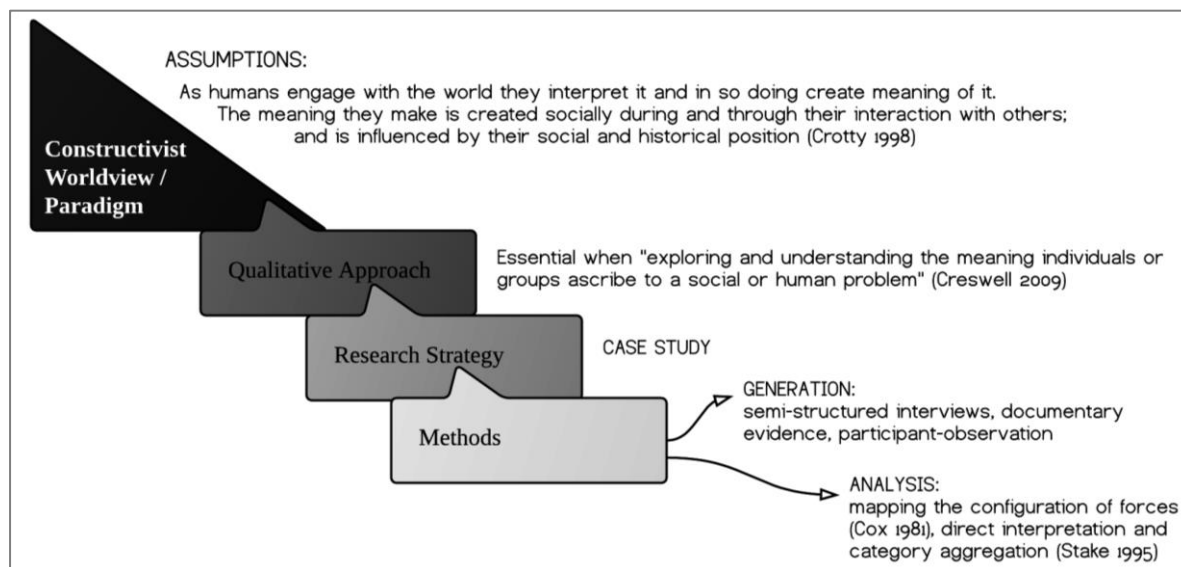 ASSUMPTIONS:
As humans engage with the world they interpret it and in so doing create meaning of it.
The meaning they make is created socially during and through their interaction with others;
and is influenced by their social and historical position (Crotty 1998)
Constructivist
Worldview /
Paradigm
Qualitative Approach
Essential when "exploring and understanding the meaning individuals or
groups ascribe to a social or human problem" (Creswell 2009)
Research Strategy
CASE STUDY
Methods
GENERATION:
semi-structured interviews, documentary
evidence, participant-observation
ANALYSIS:
mapping the configuration of forces
(Cox 1981), direct interpretation and
category aggregation (Stake 1995)